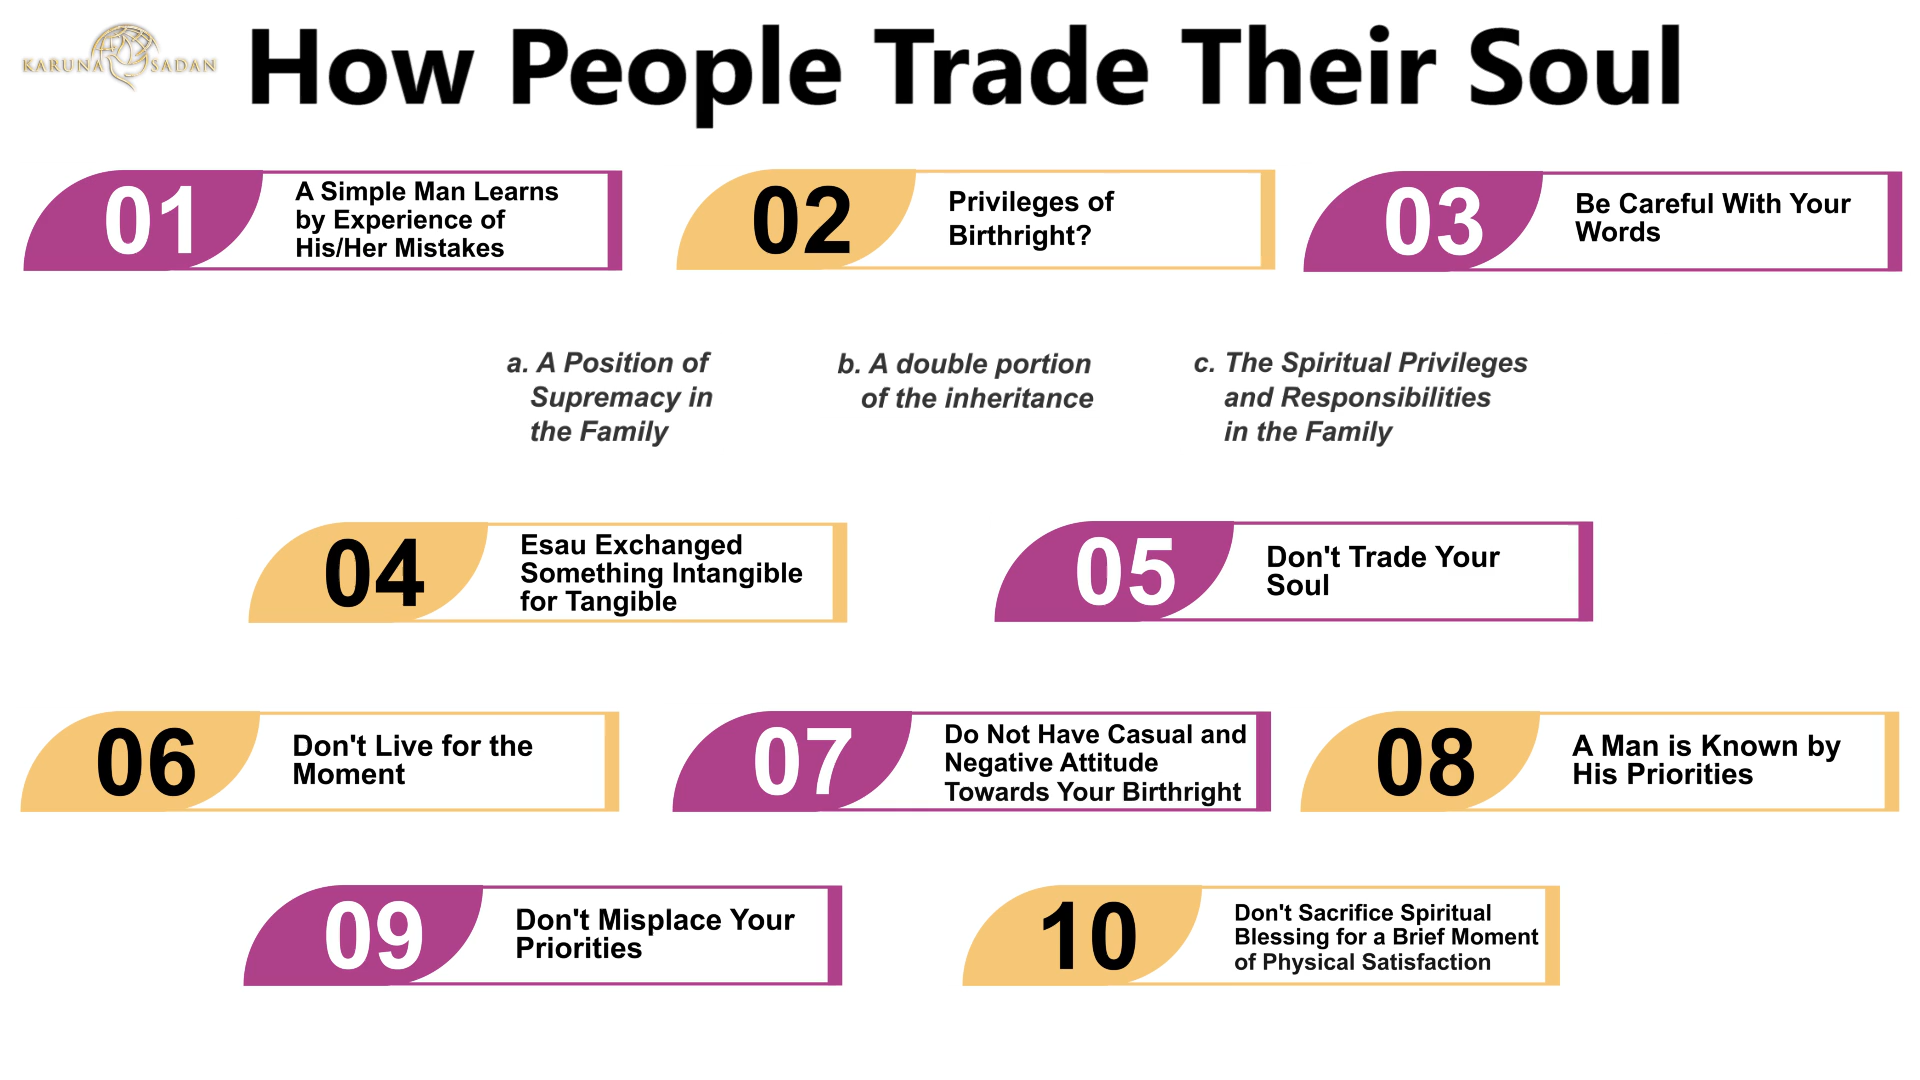 KARUNA SADAN
How People Trade Their Soul
01
A Simple Man Learns
by Experience of
His/Her Mistakes
02
Privileges of
Birthright?
03
Be Careful With Your
Words
a. A Position of
Supremacy in
the Family
b. A double portion
of the inheritance
c. The Spiritual Privileges
and Responsibilities
in the Family
04
Esau Exchanged
Something Intangible
for Tangible
05
Don't Trade Your
Soul
06
Don't Live for the
Moment
07
Do Not Have Casual and
Negative Attitude
Towards Your Birthright
08
A Man is Known by
His Priorities
09
Don't Misplace Your
Priorities
10
Don't Sacrifice Spiritual
Blessing for a Brief Moment
of Physical Satisfaction